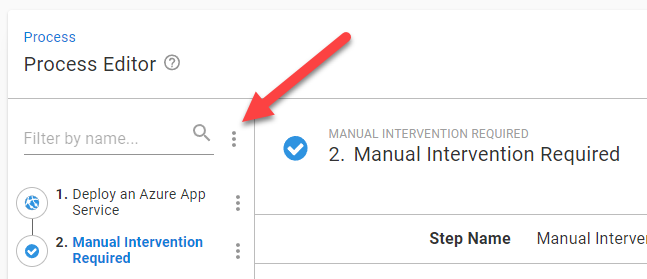 Process
Process Editor
Filter by name...
1. Deploy an Azure App
Service
2. Manual Intervention
Required
MANUAL INTERVENTION REQUIRED
2. Manual Intervention Required
Step Name Manual Interven